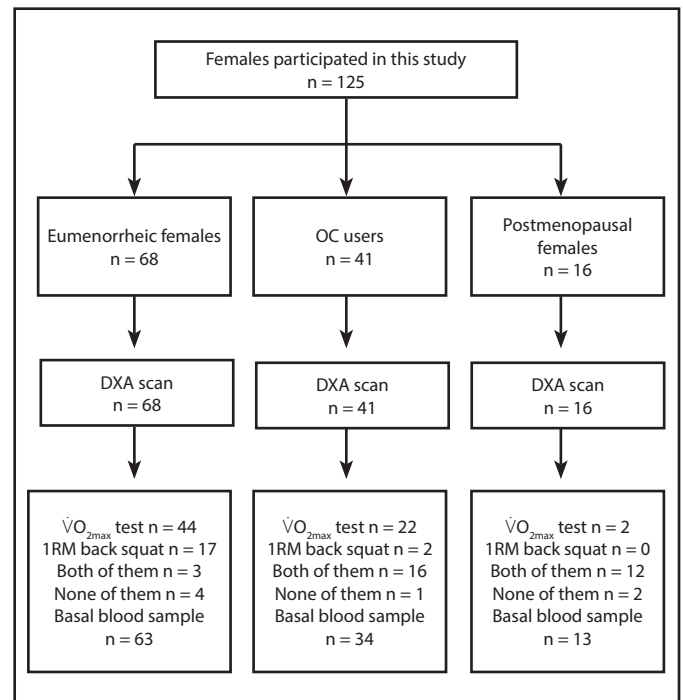 Females participated in this study
n = 125
Eumenorrheic females
n = 68
OC users
n = 41
Postmenopausal
females
n = 16
DXA scan
n = 68
DXA scan
n = 41
DXA scan
n = 16
V̇O₂max test n = 44
1RM back squat n = 17
Both of them n = 3
None of them n = 4
Basal blood sample
n = 63
V̇O₂max test n = 22
1RM back squat n = 2
Both of them n = 16
None of them n = 1
Basal blood sample
n = 34
V̇O₂max test n = 2
1RM back squat n = 0
Both of them n = 12
None of them n = 2
Basal blood sample
n = 13